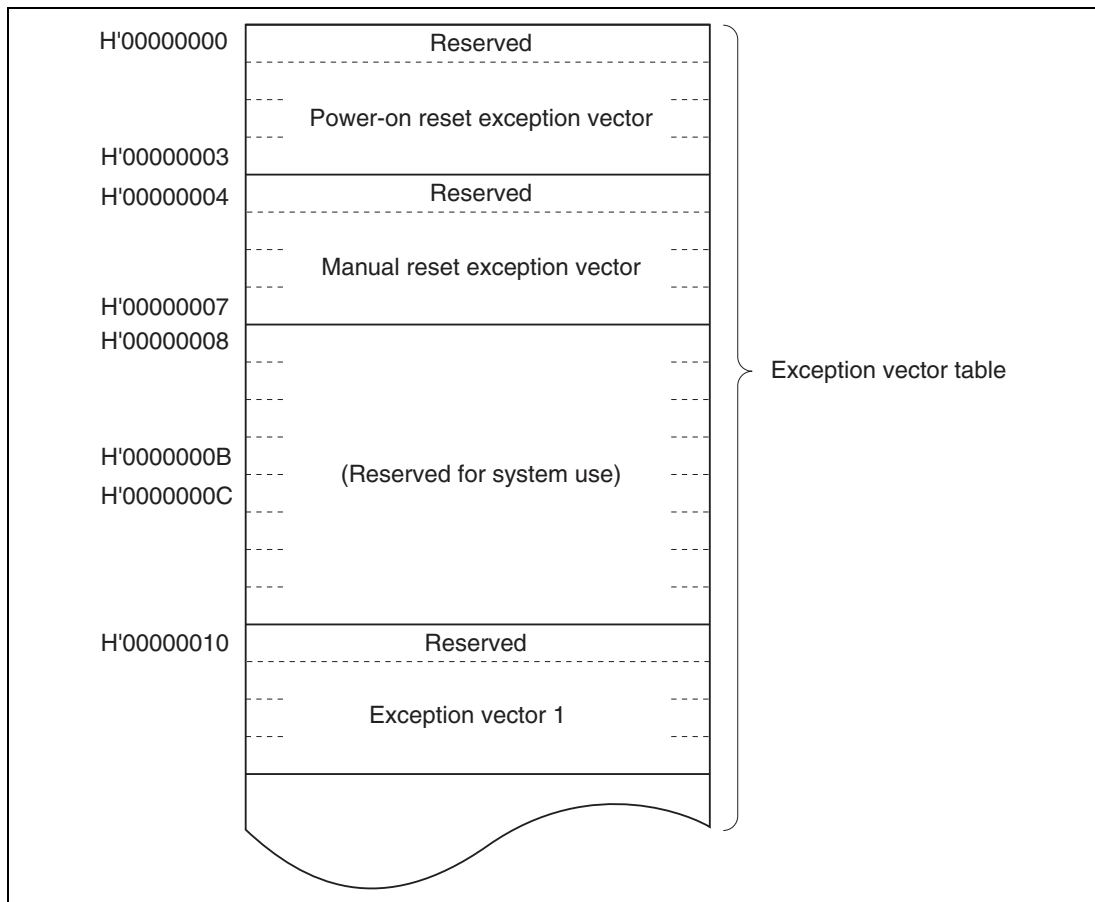 H'00000000
Reserved
Power-on reset exception vector
H'00000003
H'00000004
Reserved
Manual reset exception vector
H'00000007
H'00000008
Exception vector table
H'0000000B
(Reserved for system use)
H'0000000C
H'00000010
Reserved
Exception vector 1